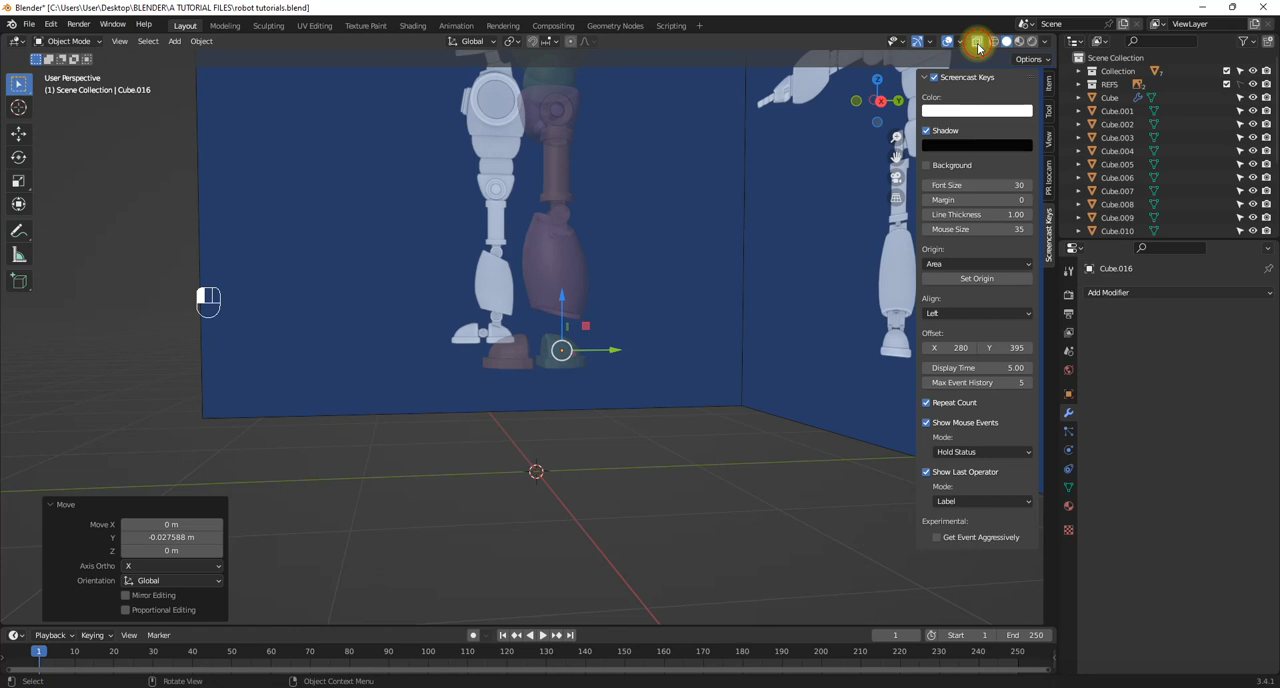 Blender* [C:\Users\User\Desktop\BLENDER\A TUTORIAL FILES\robot tutorials.blend]
File Edit Render Window Help Layout Modeling Sculpting UV Editing Texture Paint Shading Animation Rendering Compositing Geometry Nodes Scripting + Scene ViewLayer
Object Mode View Select Add Object Global
Options
User Perspective
(1) Scene Collection | Cube.016
Z
Y
X
Screencast Keys
Color:
Shadow
Background
Font Size 30
Margin 0
Line Thickness 1.00
Mouse Size 35
Origin:
Area
Set Origin
Align:
Left
Offset:
X 280 Y 395
Display Time 5.00
Max Event History 5
Repeat Count
Show Mouse Events
Mode:
Hold Status
Show Last Operator
Mode:
Label
Experimental:
Get Event Aggressively
Item
Tool
View
PR Isocam
Screencast Keys
Scene Collection
Collection 7
REFS 2
Cube
Cube.001
Cube.002
Cube.003
Cube.004
Cube.005
Cube.006
Cube.007
Cube.008
Cube.009
Cube.010
Cube.016
Add Modifier
Move
Move X 0 m
Y -0.027588 m
Z 0 m
Axis Ortho X
Orientation Global
Mirror Editing
Proportional Editing
Playback Keying View Marker 1 Start 1 End 250
1 10 20 30 40 50 60 70 80 90 100 110 120 130 140 150 160 170 180 190 200 210 220 230 240 250
Select Rotate View Object Context Menu 3.4.1